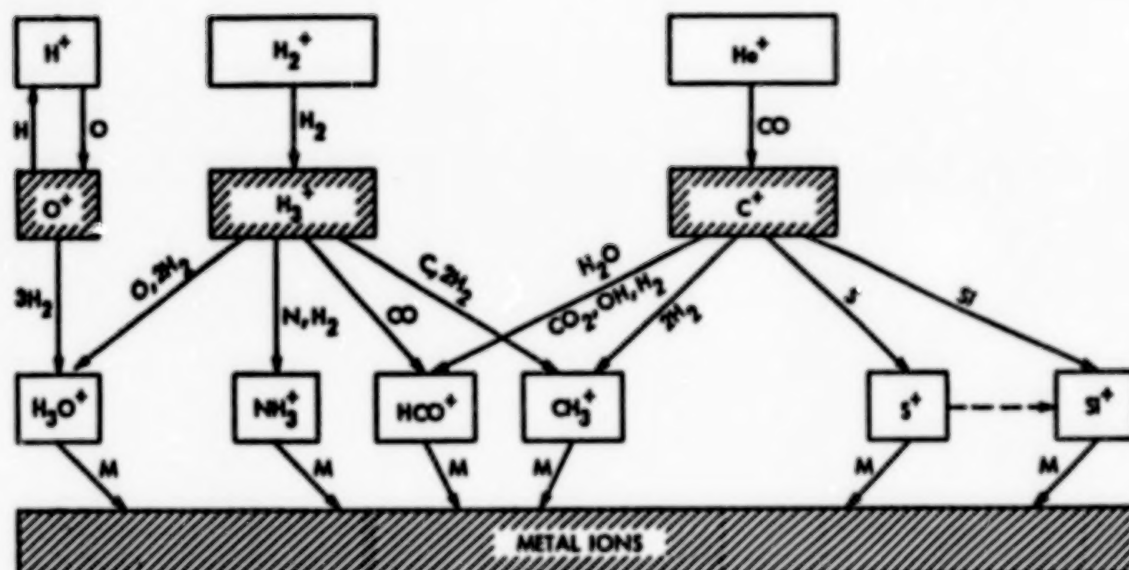 H⁺
H₂⁺
He⁺
H
O
H₂
CO
O⁺
H₃⁺
C⁺
3H₂
O, 2H₂
N, H₂
CO
C, 2H₂
H₂O
CO₂, OH, H₂
2H₂
S
SI
H₃O⁺
NH₃⁺
HCO⁺
CH₃⁺
S⁺
SI⁺
M
M
M
M
M
M
METAL IONS